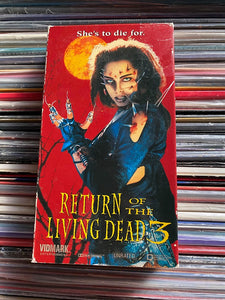 She's to die for.
RETURN OF THE
LIVING DEAD 3
VIDMARK
UNRATED